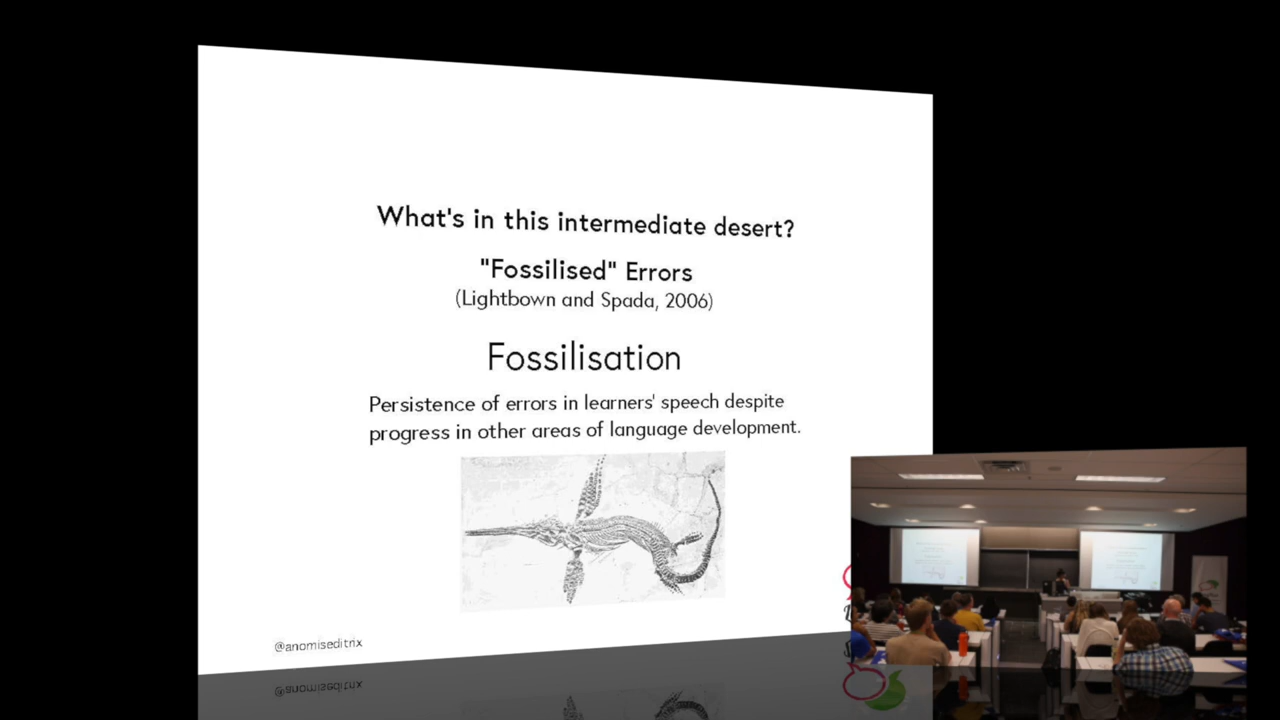 What's in this intermediate desert?
"Fossilised" Errors
(Lightbown and Spada, 2006)
Fossilisation
Persistence of errors in learners' speech despite
progress in other areas of language development.
@anomiseditrix